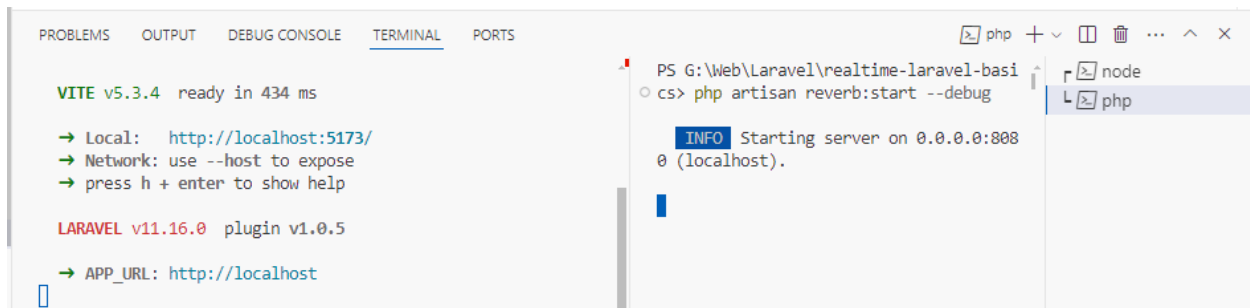 PROBLEMS OUTPUT DEBUG CONSOLE TERMINAL PORTS
php
VITE v5.3.4 ready in 434 ms
➜ Local: http://localhost:5173/
➜ Network: use --host to expose
➜ press h + enter to show help
LARAVEL v11.16.0 plugin v1.0.5
➜ APP_URL: http://localhost
PS G:\Web\Laravel\realtime-laravel-basi
cs> php artisan reverb:start --debug
INFO Starting server on 0.0.0.0:808
0 (localhost).
node
php